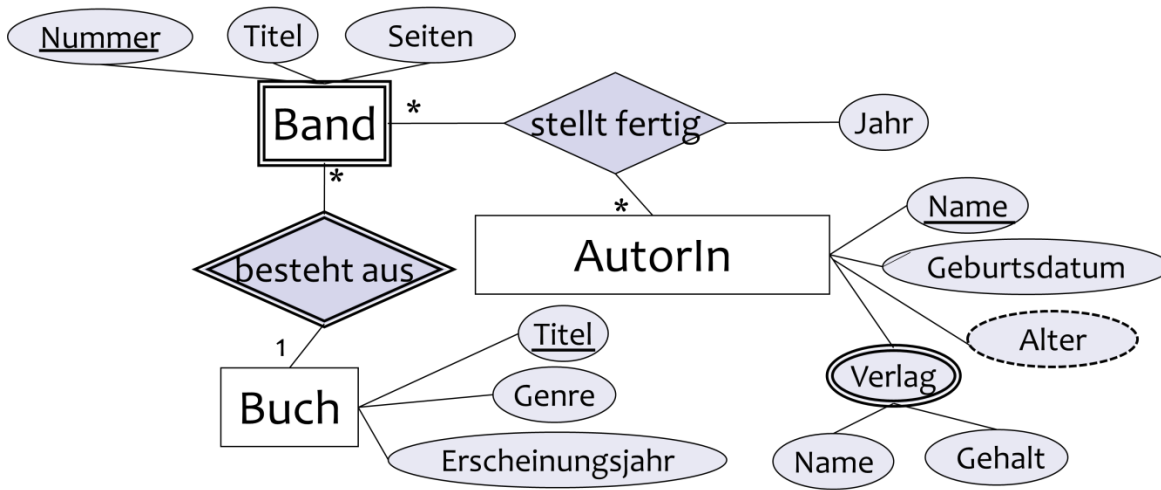 Nummer
Titel
Seiten
Band
*
stellt fertig
Jahr
*
*
AutorIn
Name
Geburtsdatum
besteht aus
Alter
1
Titel
Verlag
Buch
Genre
Erscheinungsjahr
Name
Gehalt